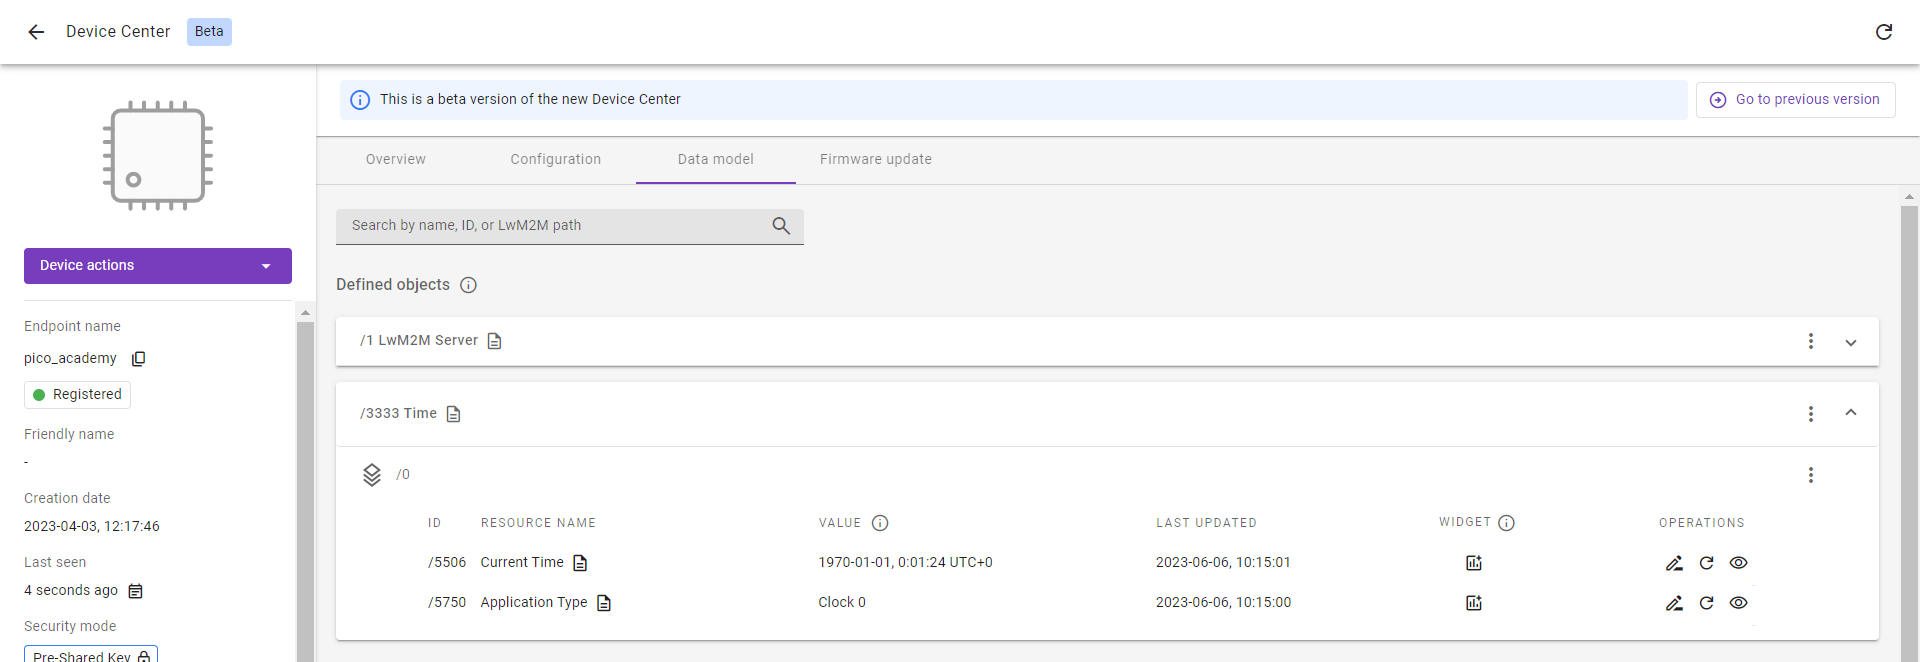 Device Center
Beta
This is a beta version of the new Device Center
Go to previous version
Device actions
Endpoint name
pico_academy
Registered
Friendly name
-
Creation date
2023-04-03, 12:17:46
Last seen
4 seconds ago
Security mode
Pre-Shared Key
Overview
Configuration
Data model
Firmware update
Search by name, ID, or LwM2M path
Defined objects
/1 LwM2M Server
/3333 Time
/0
ID RESOURCE NAME VALUE LAST UPDATED WIDGET OPERATIONS
/5506 Current Time 1970-01-01, 0:01:24 UTC+0 2023-06-06, 10:15:01
/5750 Application Type Clock 0 2023-06-06, 10:15:00